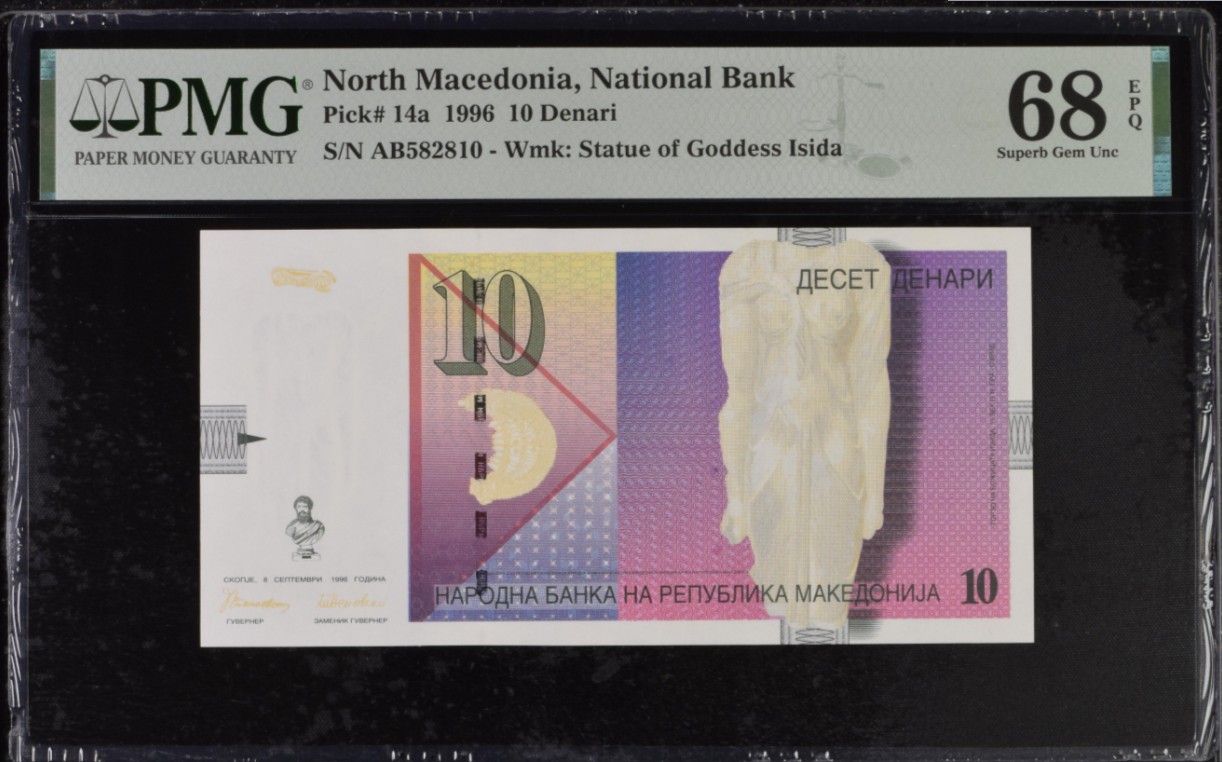 PMG®
PAPER MONEY GUARANTY
North Macedonia, National Bank
Pick# 14a 1996 10 Denari
S/N AB582810 - Wmk: Statue of Goddess Isida
68
EPQ
Superb Gem Unc
10
ДЕСЕТ ДЕНАРИ
СКОПЈЕ, 8 СЕПТЕМВРИ 1996 ГОДИНА
ГУВЕРНЕР
ЗАМЕНИК ГУВЕРНЕР
НАРОДНА БАНКА НА РЕПУБЛИКА МАКЕДОНИЈА 10